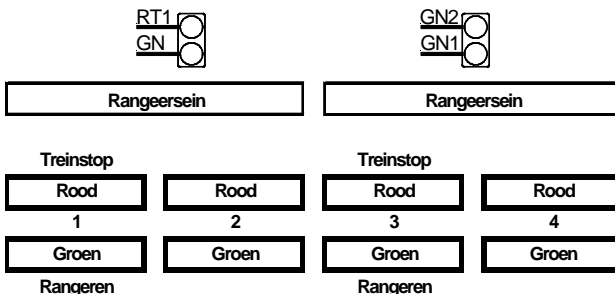 RT1 GN2
GN GN1
Rangeersein Rangeersein
Treinstop Treinstop
Rood Rood Rood Rood
1 2 3 4
Groen Groen Groen Groen
Rangeren Rangeren